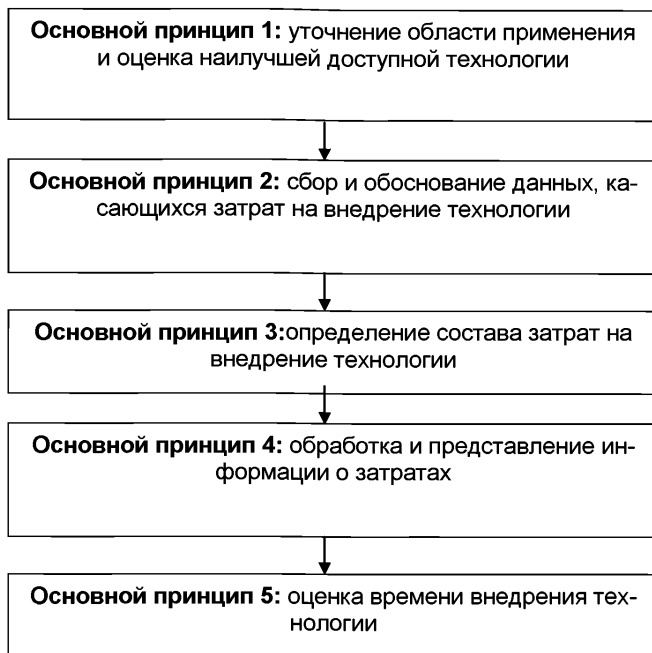 Основной принцип 1: уточнение области применения
и оценка наилучшей доступной технологии
Основной принцип 2: сбор и обоснование данных, ка-
сающихся затрат на внедрение технологии
Основной принцип 3:определение состава затрат на
внедрение технологии
Основной принцип 4: обработка и представление ин-
формации о затратах
Основной принцип 5: оценка времени внедрения тех-
нологии